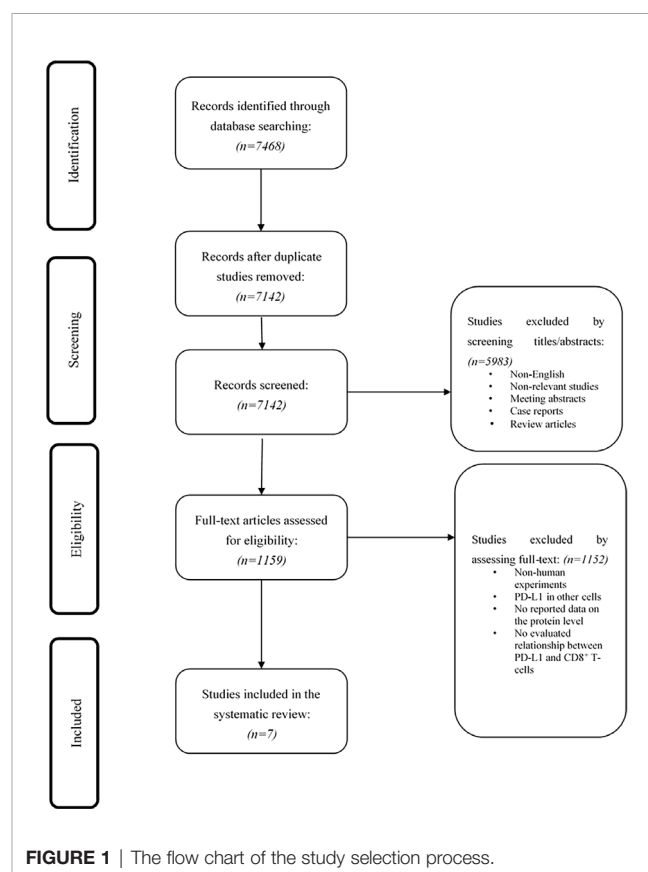 Identification
Records identified through
database searching:
(n=7468)
Screening
Records after duplicate
studies removed:
(n=7142)
Records screened:
(n=7142)
Studies excluded by
screening titles/abstracts:
(n=5983)
• Non-English
• Non-relevant studies
• Meeting abstracts
• Case reports
• Review articles
Eligibility
Full-text articles assessed
for eligibility:
(n=1159)
Studies excluded by
assessing full-text: (n=1152)
• Non-human
experiments
• PD-L1 in other cells
• No reported data on
the protein level
• No evaluated
relationship between
PD-L1 and CD8⁺ T-
cells
Included
Studies included in the
systematic review:
(n=7)
FIGURE 1 | The flow chart of the study selection process.